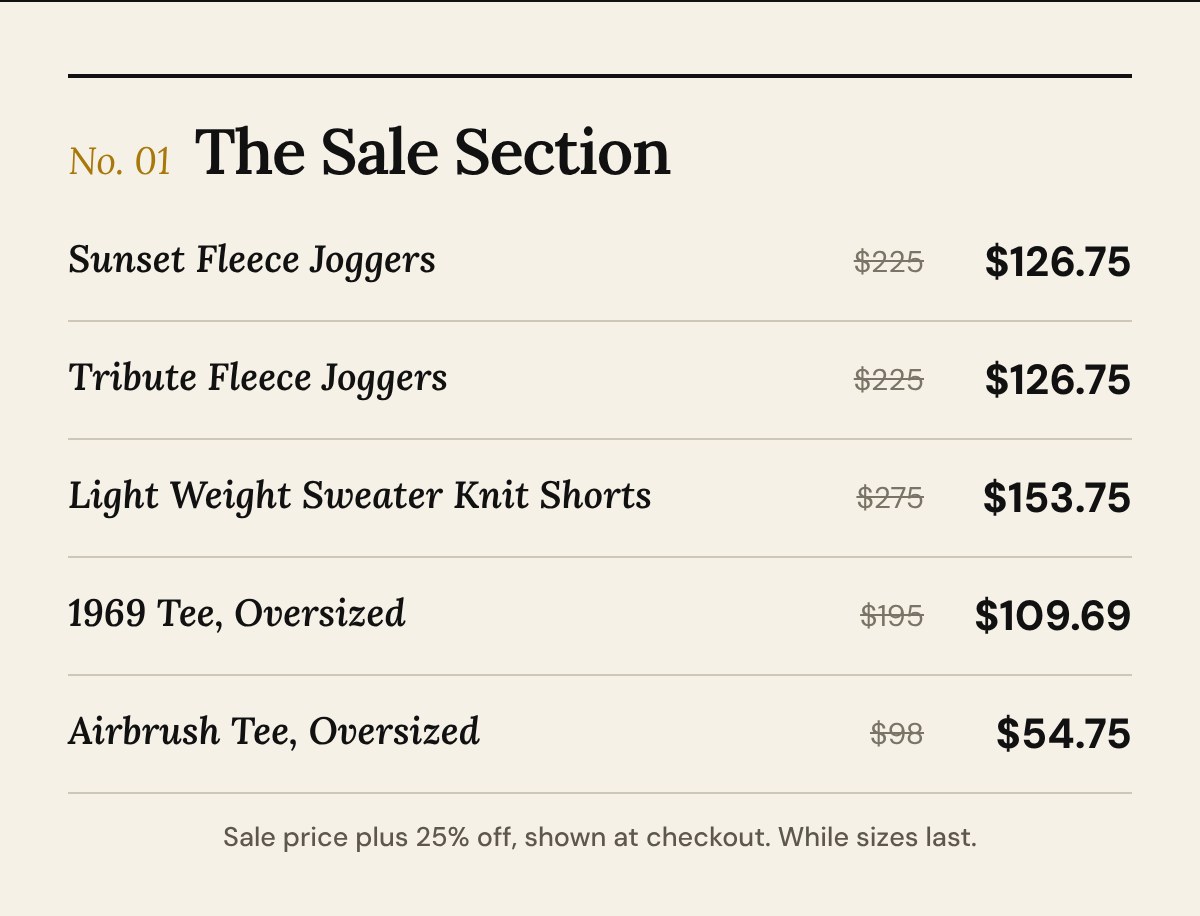 No. 01 The Sale Section
Sunset Fleece Joggers $225 $126.75
Tribute Fleece Joggers $225 $126.75
Light Weight Sweater Knit Shorts $275 $153.75
1969 Tee, Oversized $195 $109.69
Airbrush Tee, Oversized $98 $54.75
Sale price plus 25% off, shown at checkout. While sizes last.